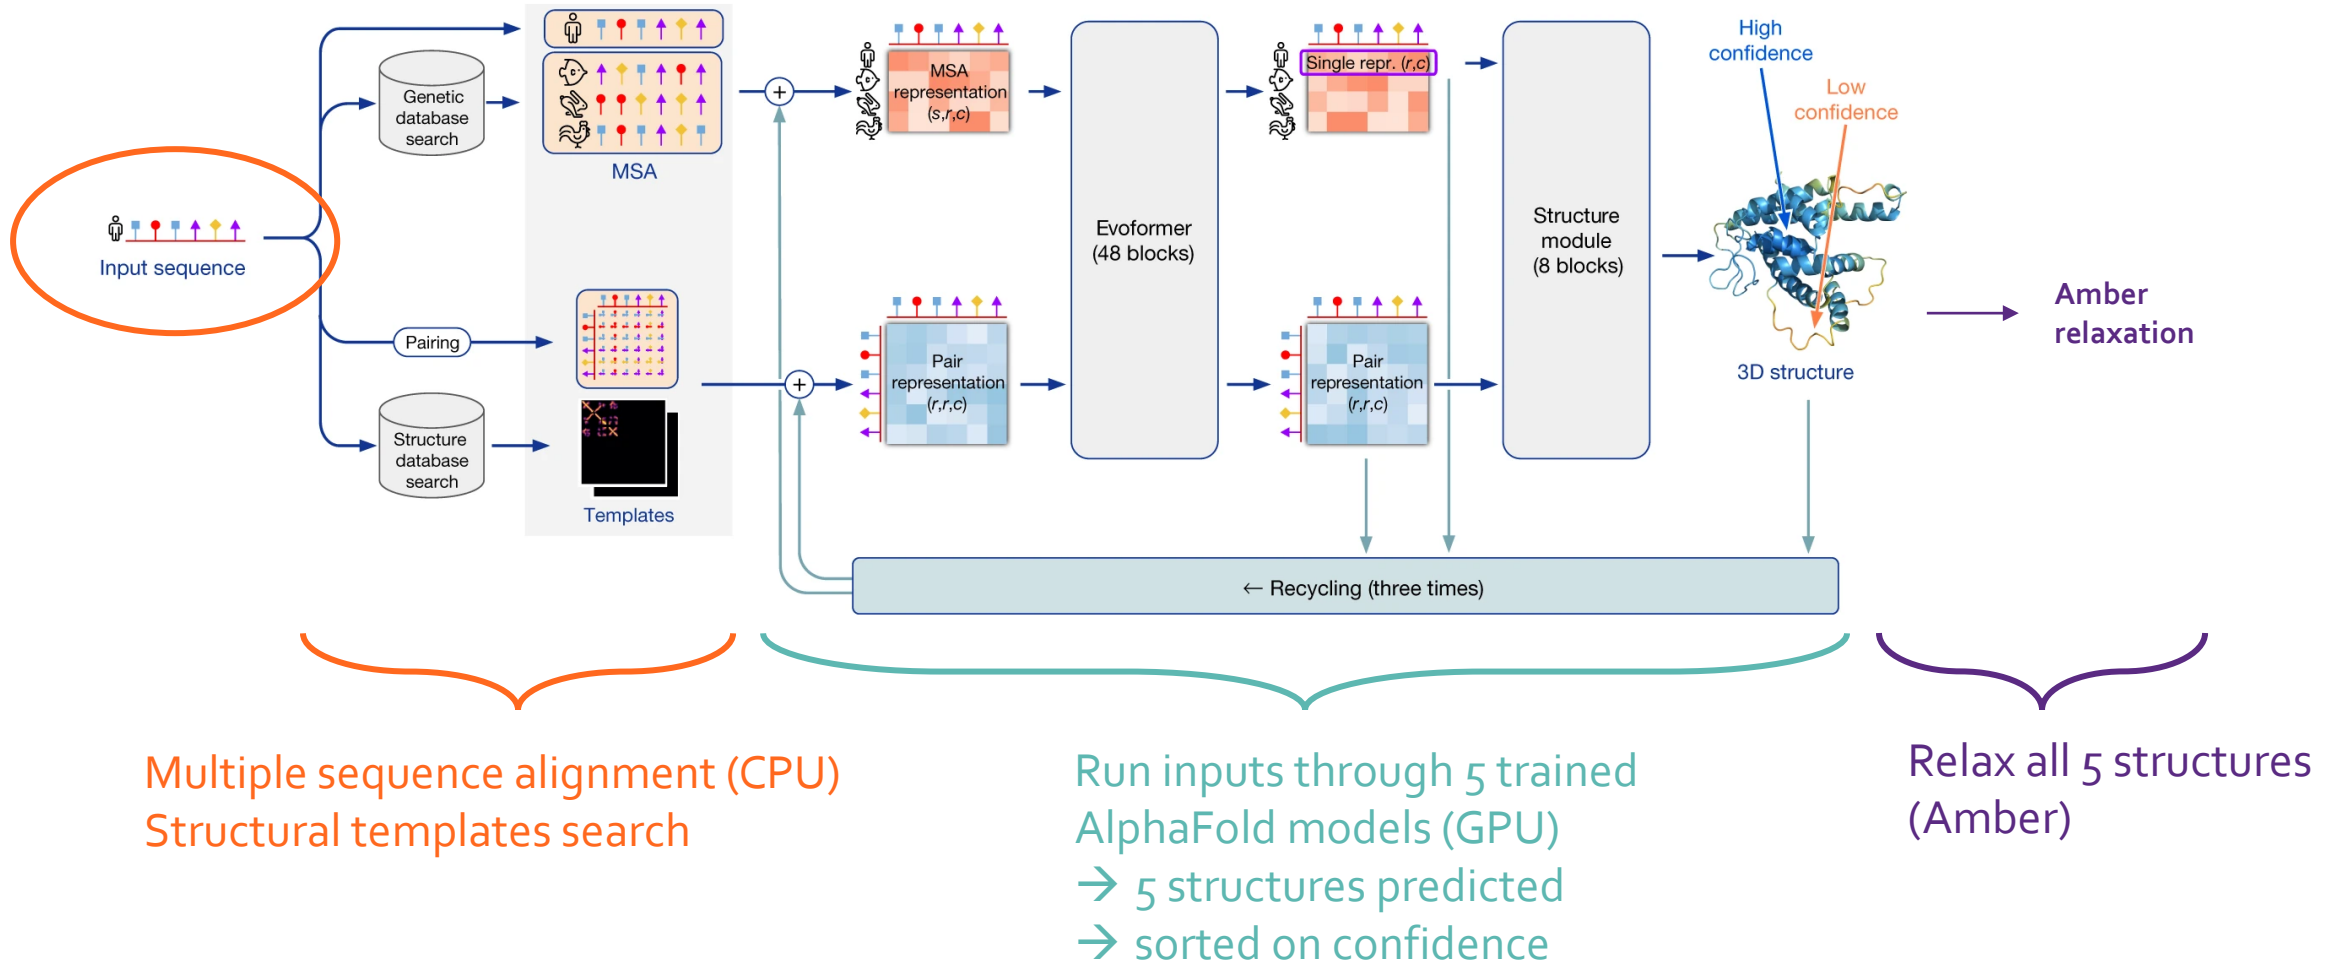 Input sequence
Genetic
database
search
MSA
Pairing
Structure
database
search
Templates
+
+
MSA
representation
(s,r,c)
Pair
representation
(r,r,c)
Evoformer
(48 blocks)
Single repr. (r,c)
Pair
representation
(r,r,c)
Structure
module
(8 blocks)
High
confidence
Low
confidence
3D structure
Amber
relaxation
← Recycling (three times)
Multiple sequence alignment (CPU)
Structural templates search
Run inputs through 5 trained
AlphaFold models (GPU)
→ 5 structures predicted
→ sorted on confidence
Relax all 5 structures
(Amber)